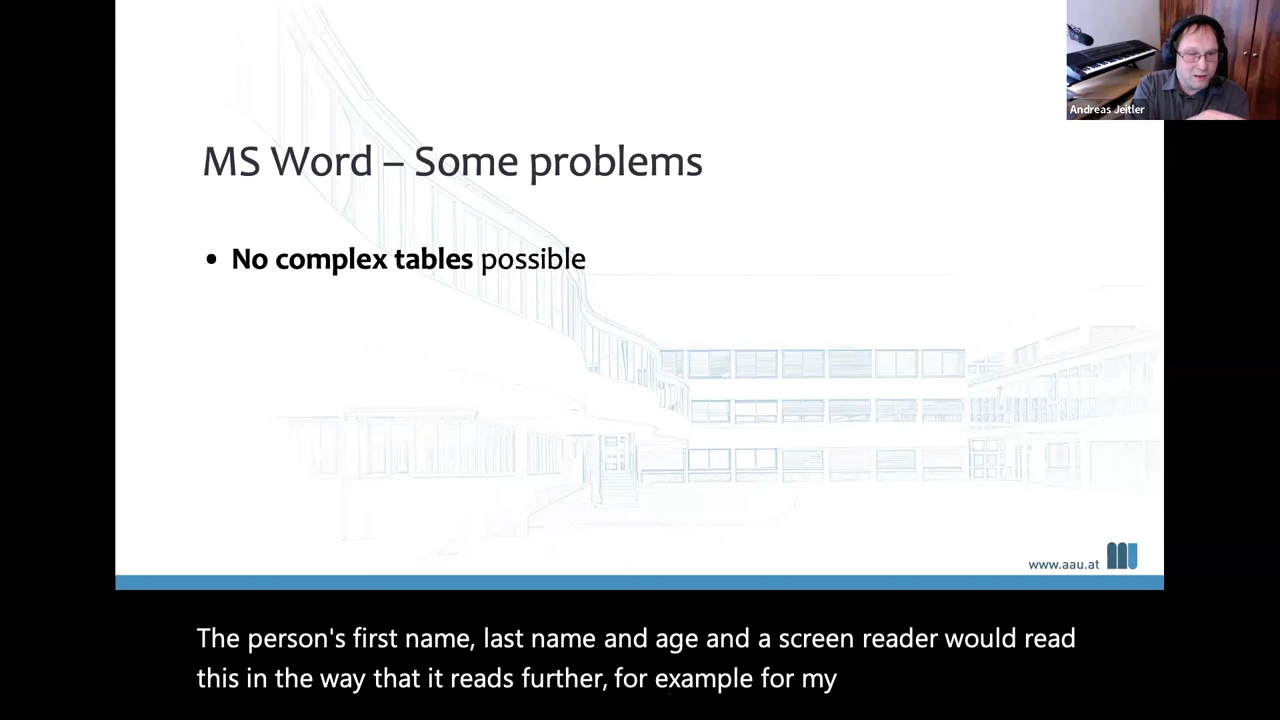 Andreas Jeitler
MS Word – Some problems
• No complex tables possible
www.aau.at
The person's first name, last name and age and a screen reader would read
this in the way that it reads further, for example for my